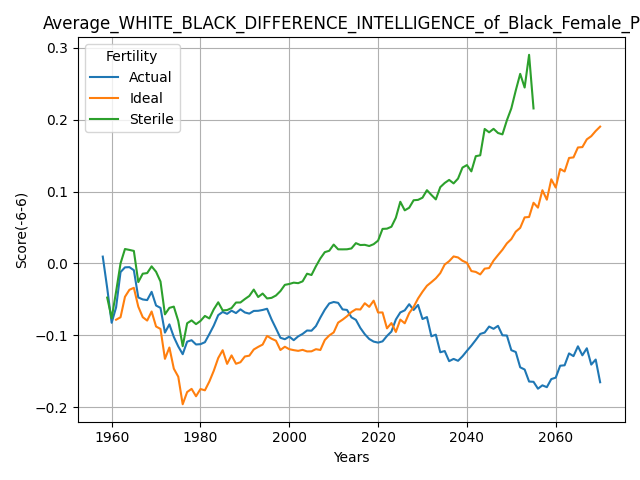 Average_WHITE_BLACK_DIFFERENCE_INTELLIGENCE_of_Black_Female_P
Fertility
Actual
Ideal
Sterile
0.3
0.2
0.1
0.0
−0.1
−0.2
Score(-6-6)
1960
1980
2000
2020
2040
2060
Years